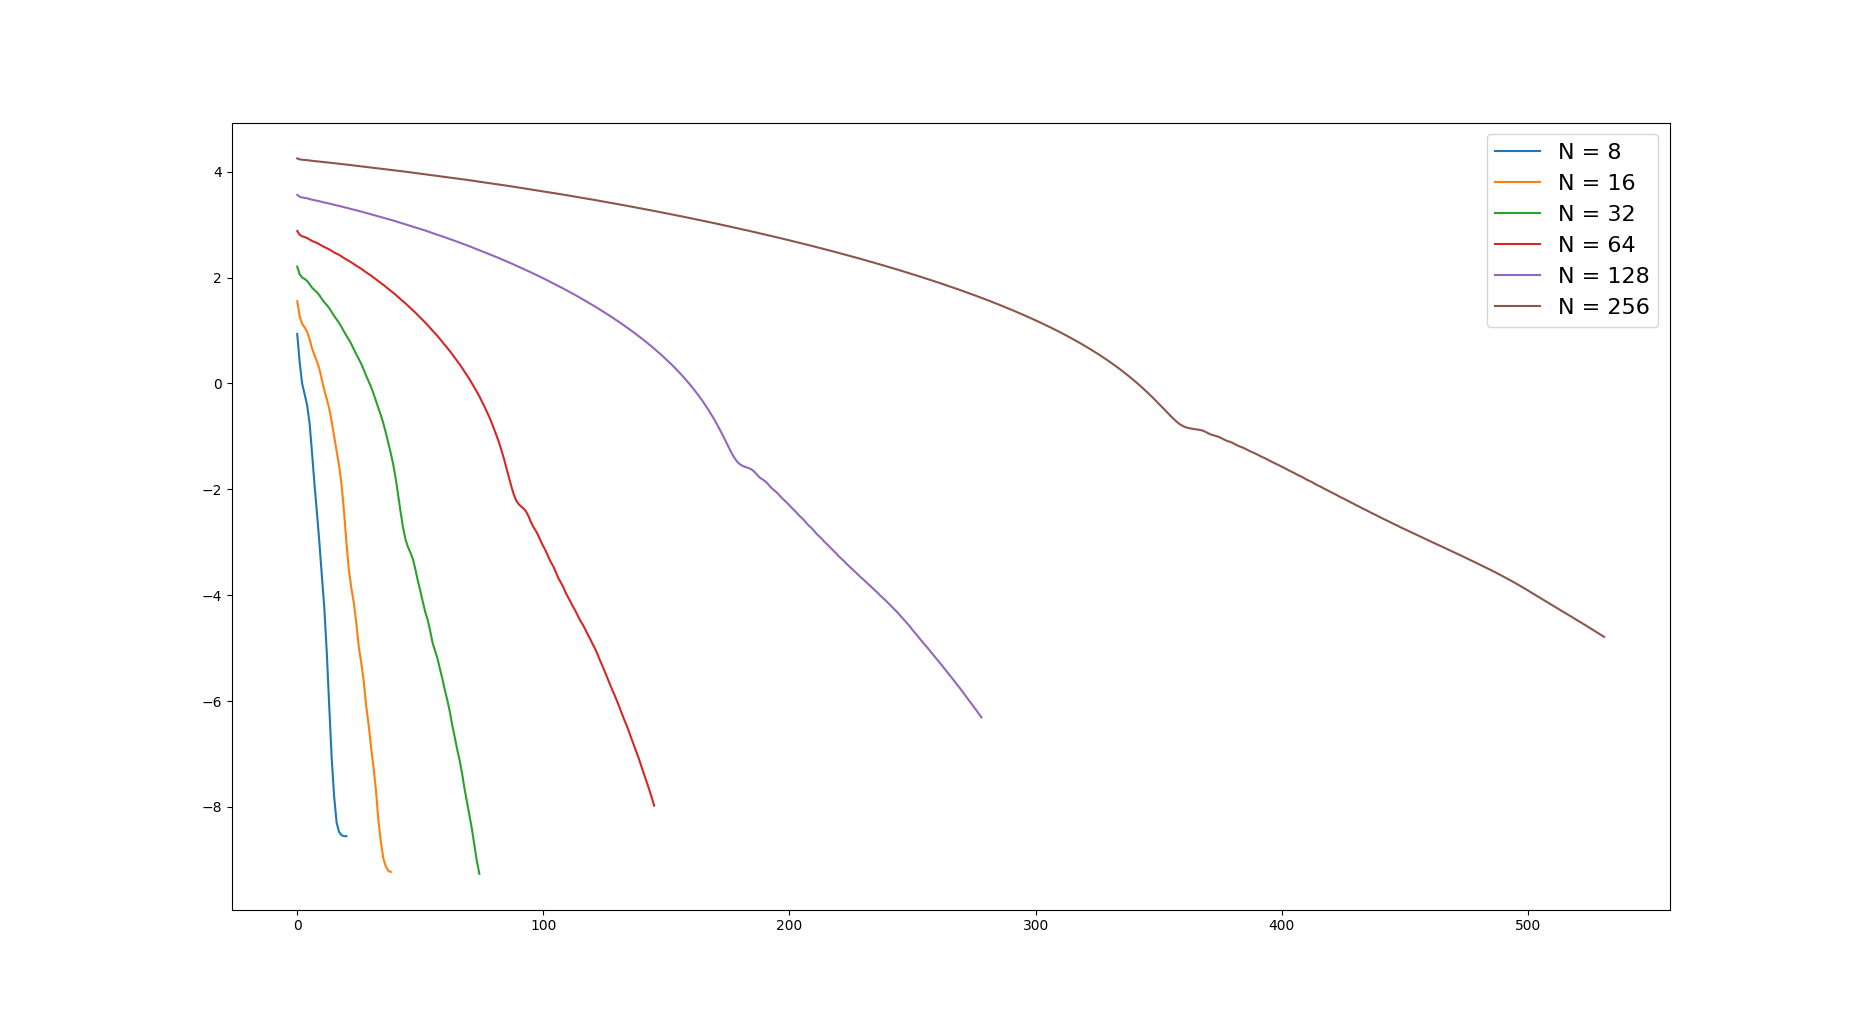 4
2
0
−2
−4
−6
−8
0 100 200 300 400 500
N = 8
N = 16
N = 32
N = 64
N = 128
N = 256